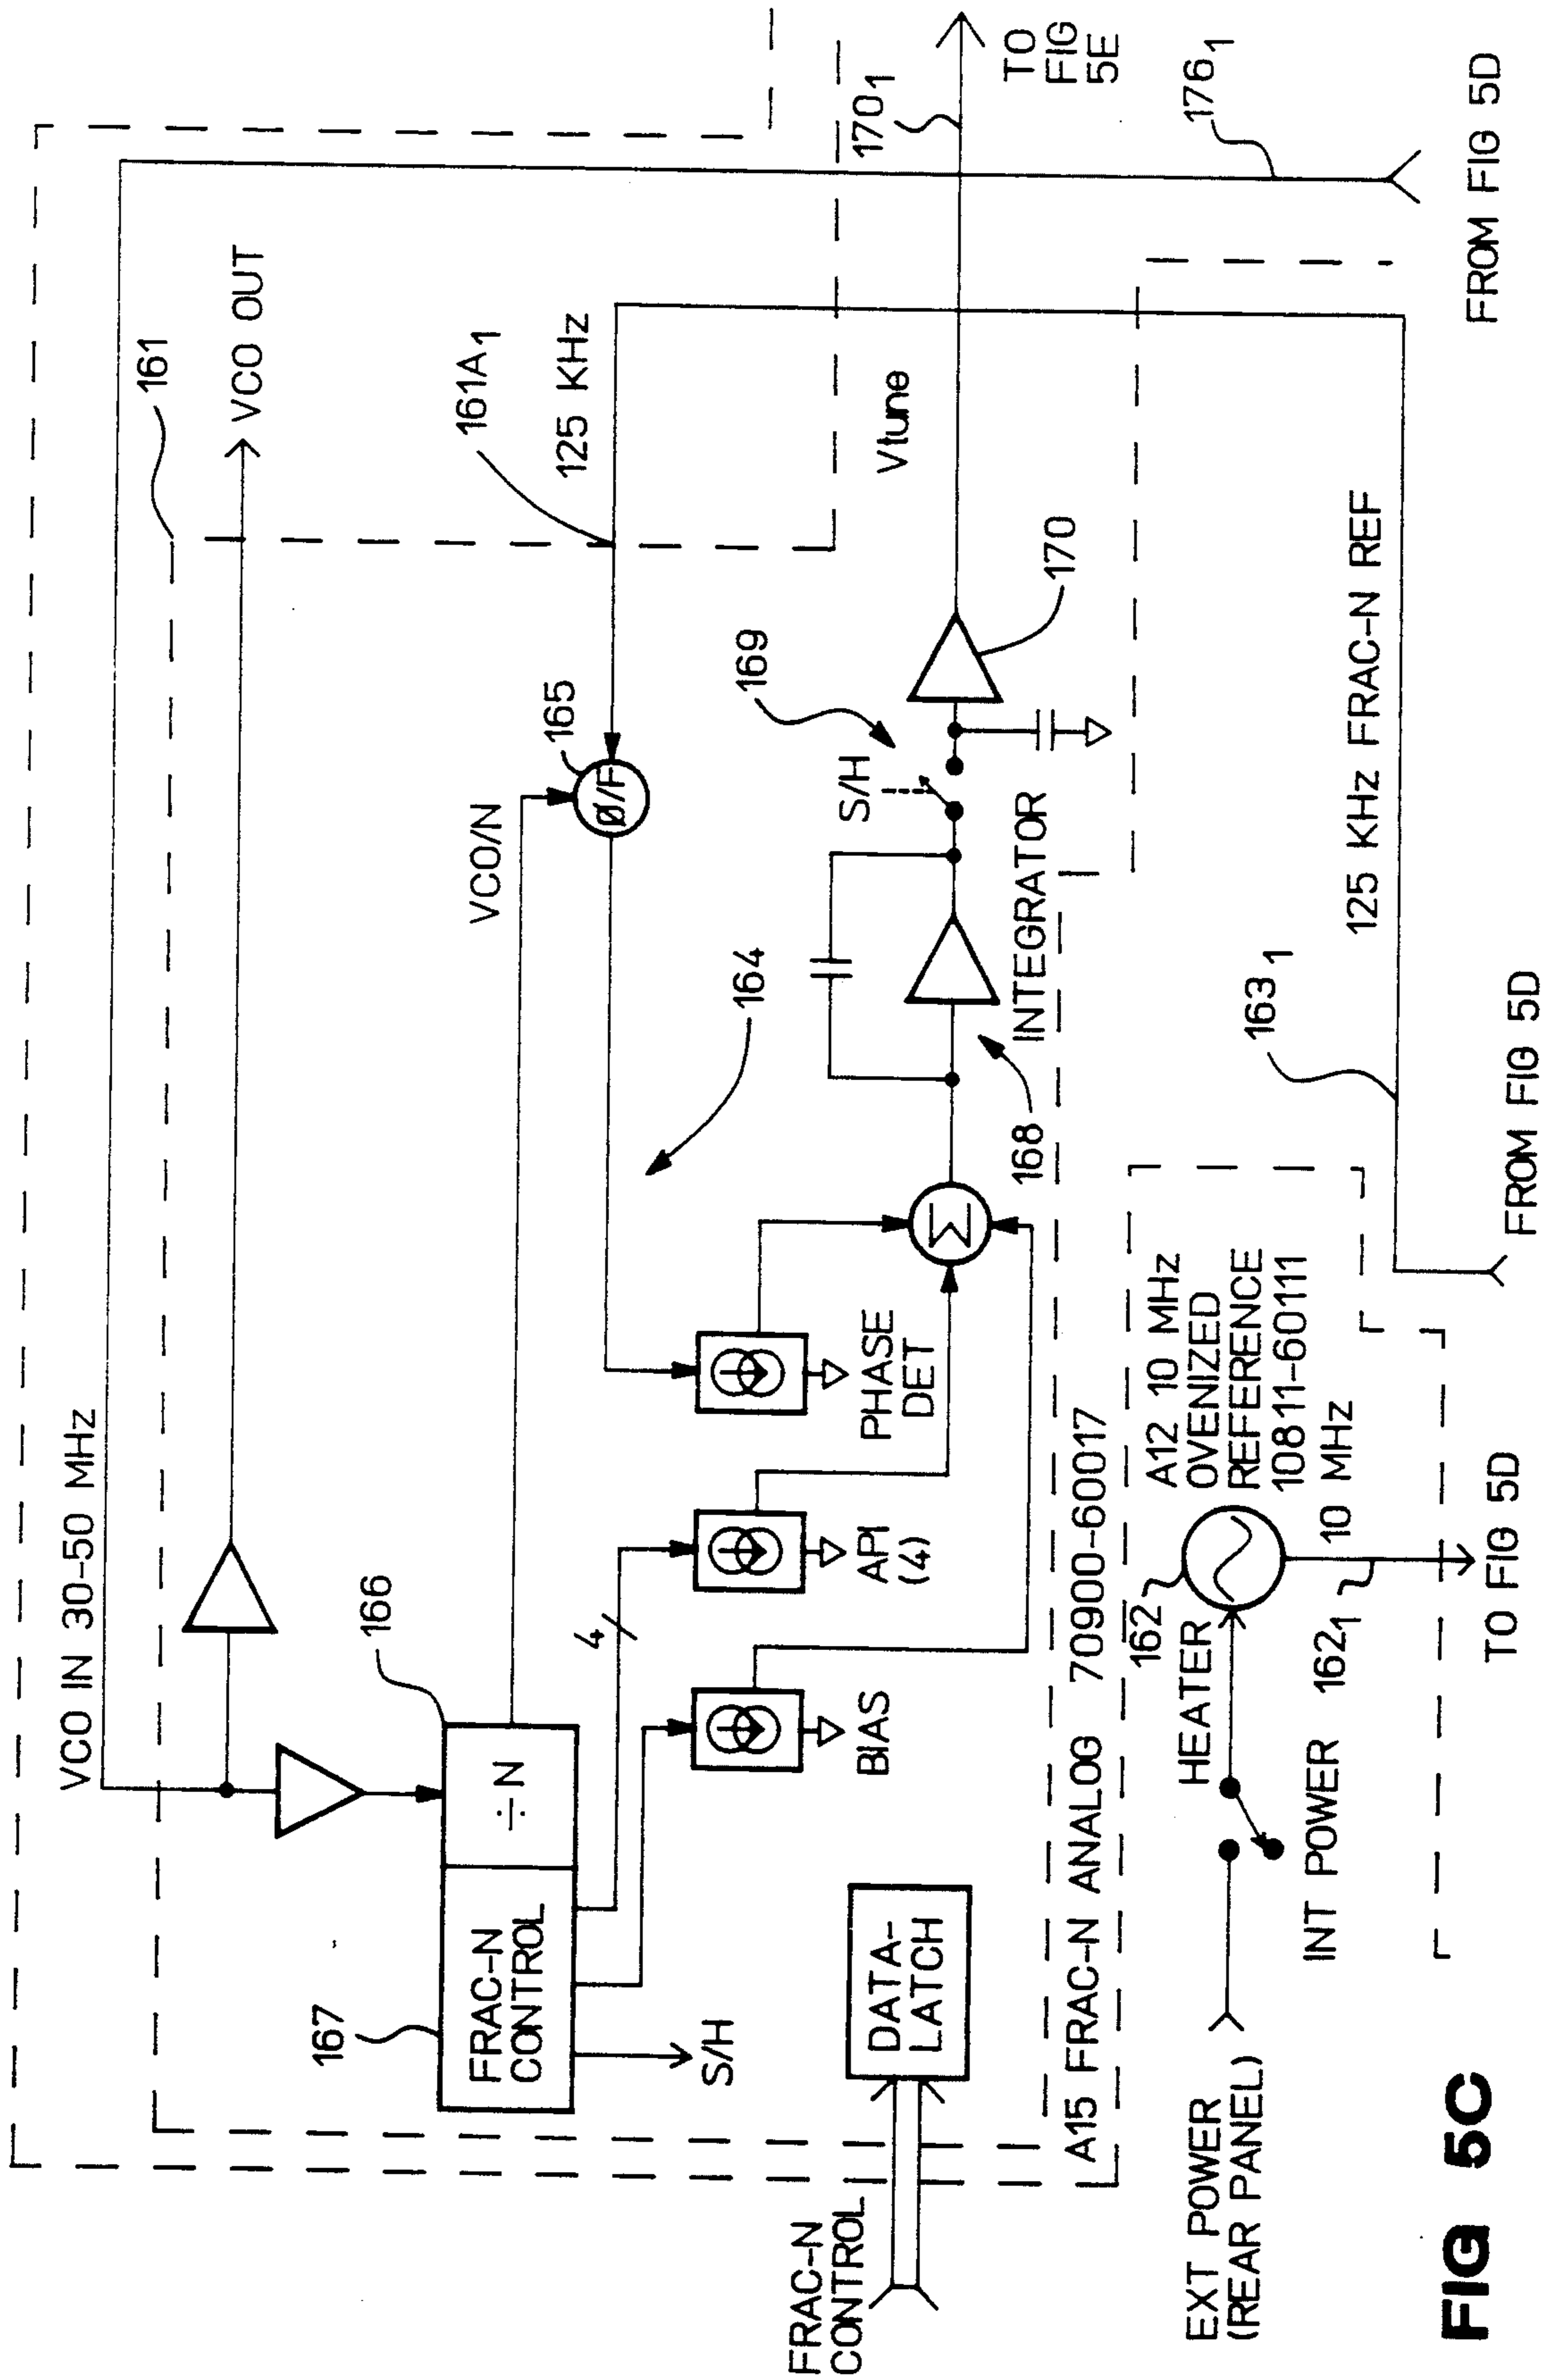 VCO IN 30-50 MHz
161
VCO OUT
166
167
FRAC-N
CONTROL
÷N
VCO/N
161A1
125 KHz
165
Ø/F
4
164
S/H
BIAS
API
(4)
PHASE
DET
Σ
168
INTEGRATOR
S/H
169
170
Vtune
1701
TO
FIG
5E
1761
FROM FIG 5D
FRAC-N
CONTROL
DATA-
LATCH
A15 FRAC-N ANALOG 70900-60017
EXT POWER
(REAR PANEL)
INT POWER
HEATER
162
A12 10 MHz
OVENIZED
REFERENCE
10811-60111
10 MHz
1621
TO FIG 5D
1631
125 KHz FRAC-N REF
FROM FIG 5D
FIG 5C